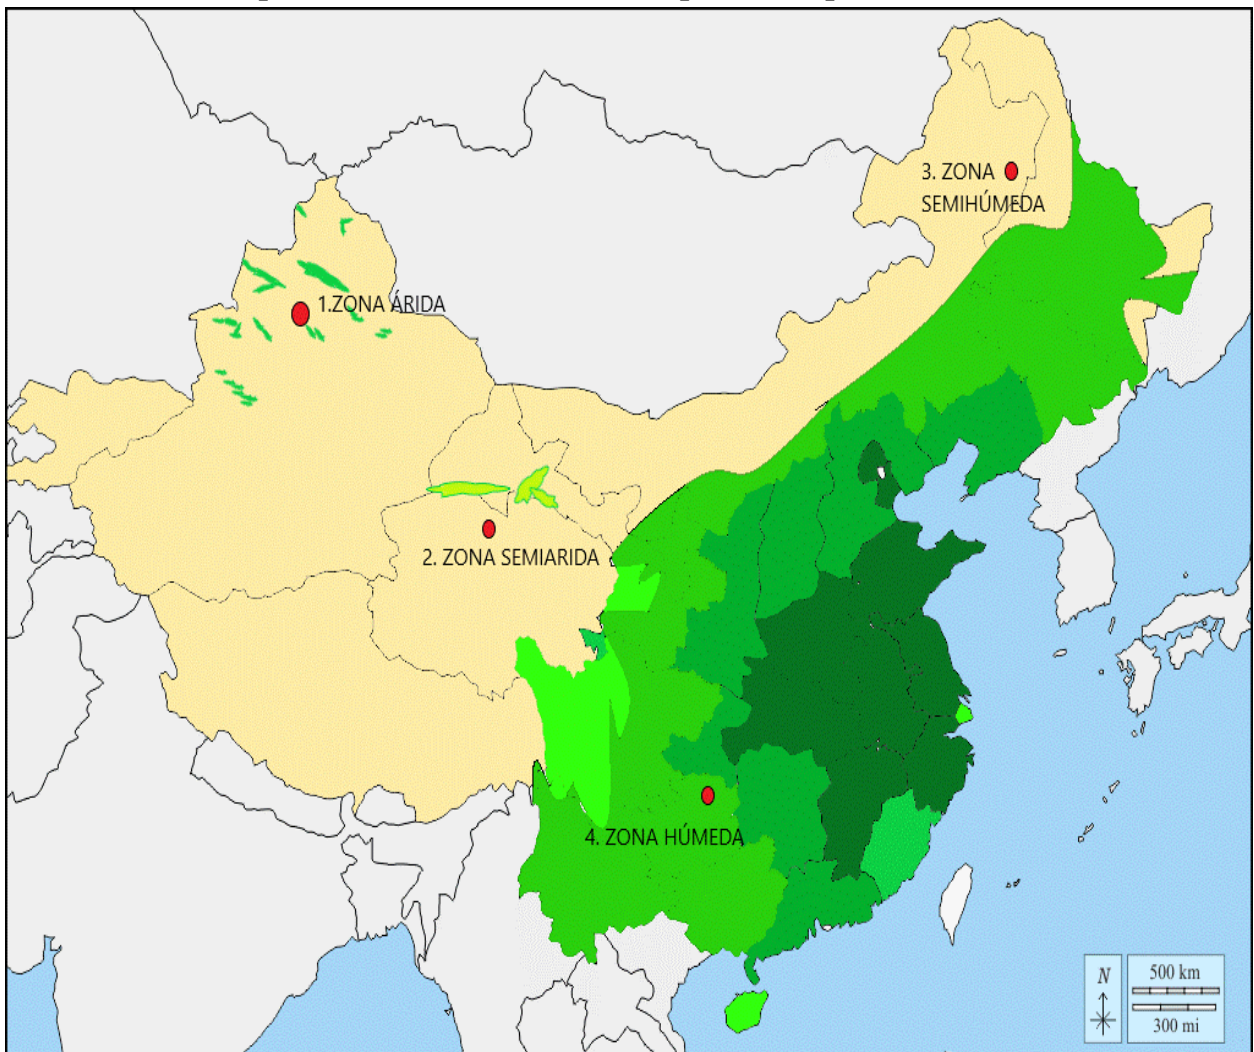 3. ZONA
SEMIHÚMEDA
1.ZONA ÁRIDA
2. ZONA SEMIARIDA
4. ZONA HÚMEDA
N
500 km
300 mi